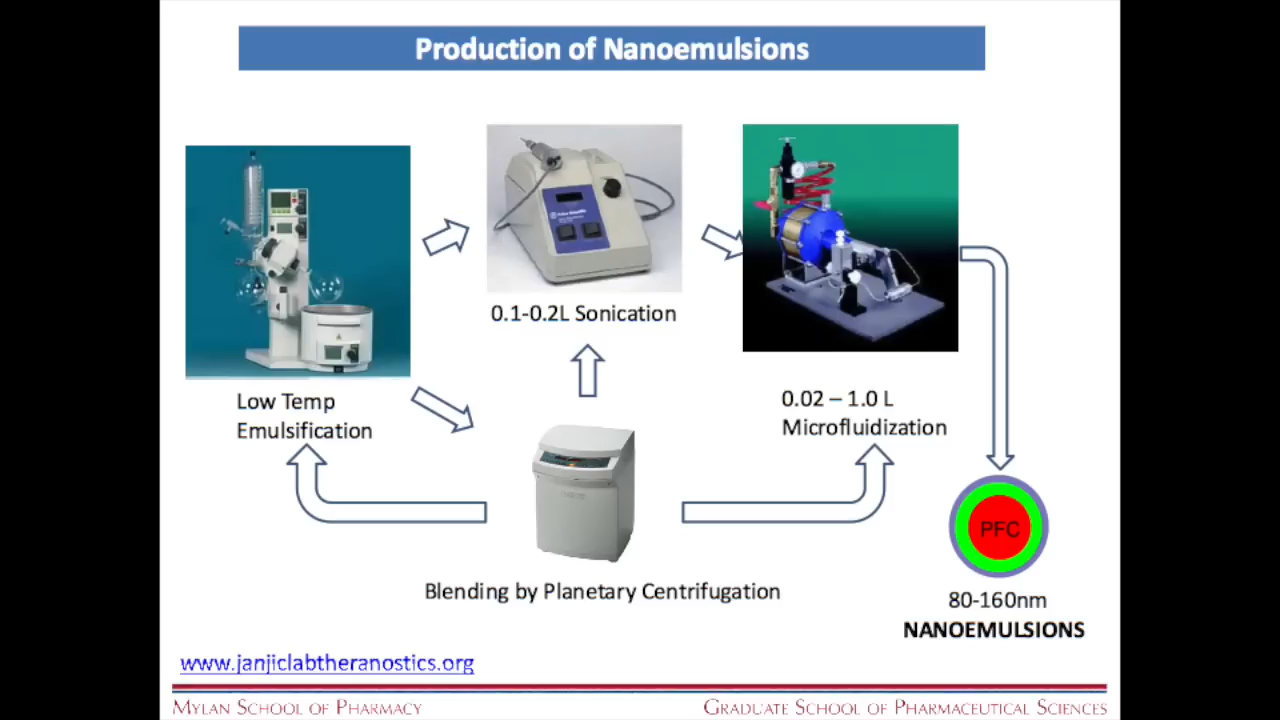 Production of Nanoemulsions
0.1-0.2L Sonication
Low Temp
Emulsification
0.02 – 1.0 L
Microfluidization
PFC
Blending by Planetary Centrifugation
80-160nm
NANOEMULSIONS
www.janjiclabtheranostics.org
MYLAN SCHOOL OF PHARMACY
GRADUATE SCHOOL OF PHARMACEUTICAL SCIENCES